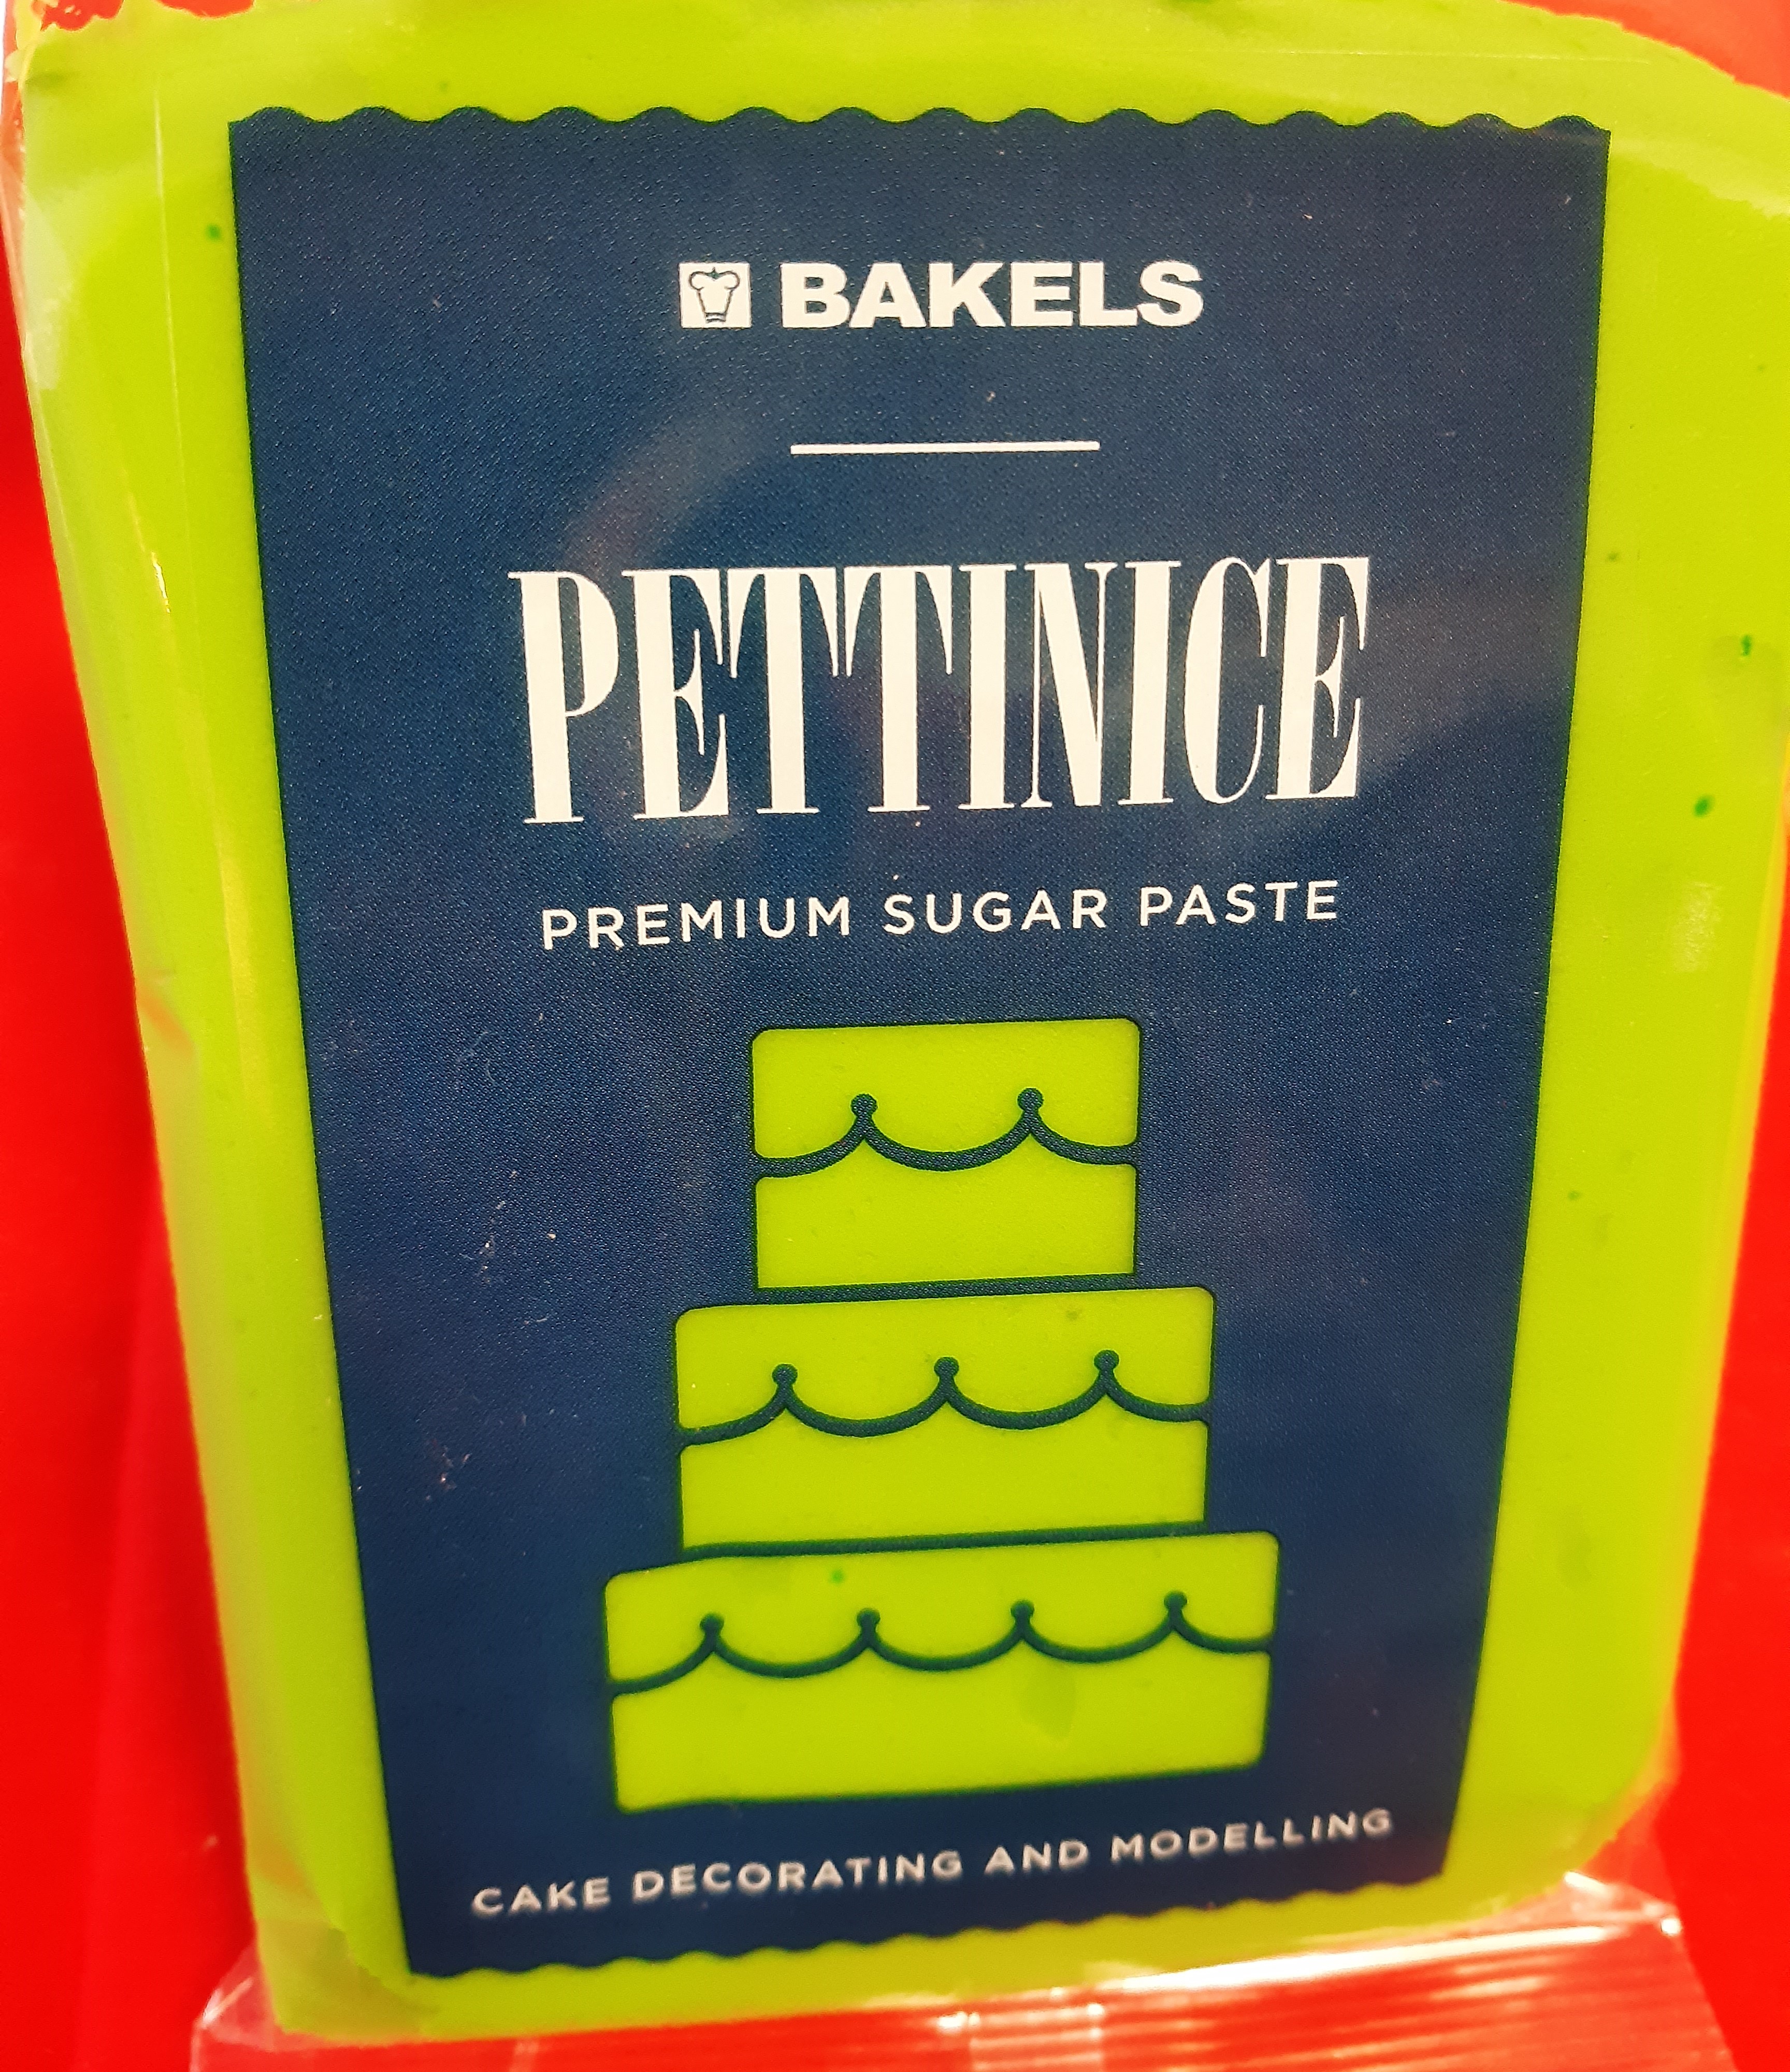 BAKELS
PETTINICE
PREMIUM SUGAR PASTE
CAKE DECORATING AND MODELLING